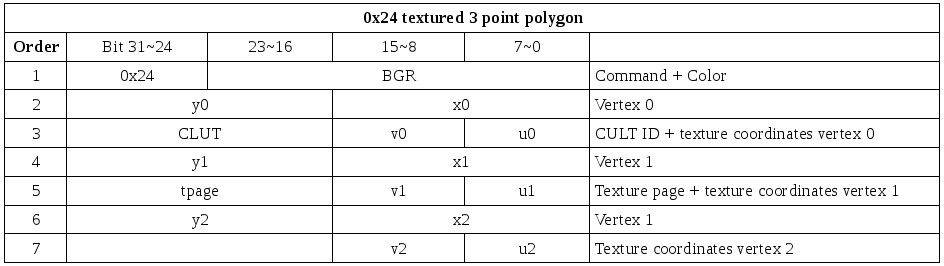 0x24 textured 3 point polygon
Order Bit 31~24 23~16 15~8 7~0
1 0x24 BGR Command + Color
2 y0 x0 Vertex 0
3 CLUT v0 u0 CULT ID + texture coordinates vertex 0
4 y1 x1 Vertex 1
5 tpage v1 u1 Texture page + texture coordinates vertex 1
6 y2 x2 Vertex 1
7 v2 u2 Texture coordinates vertex 2